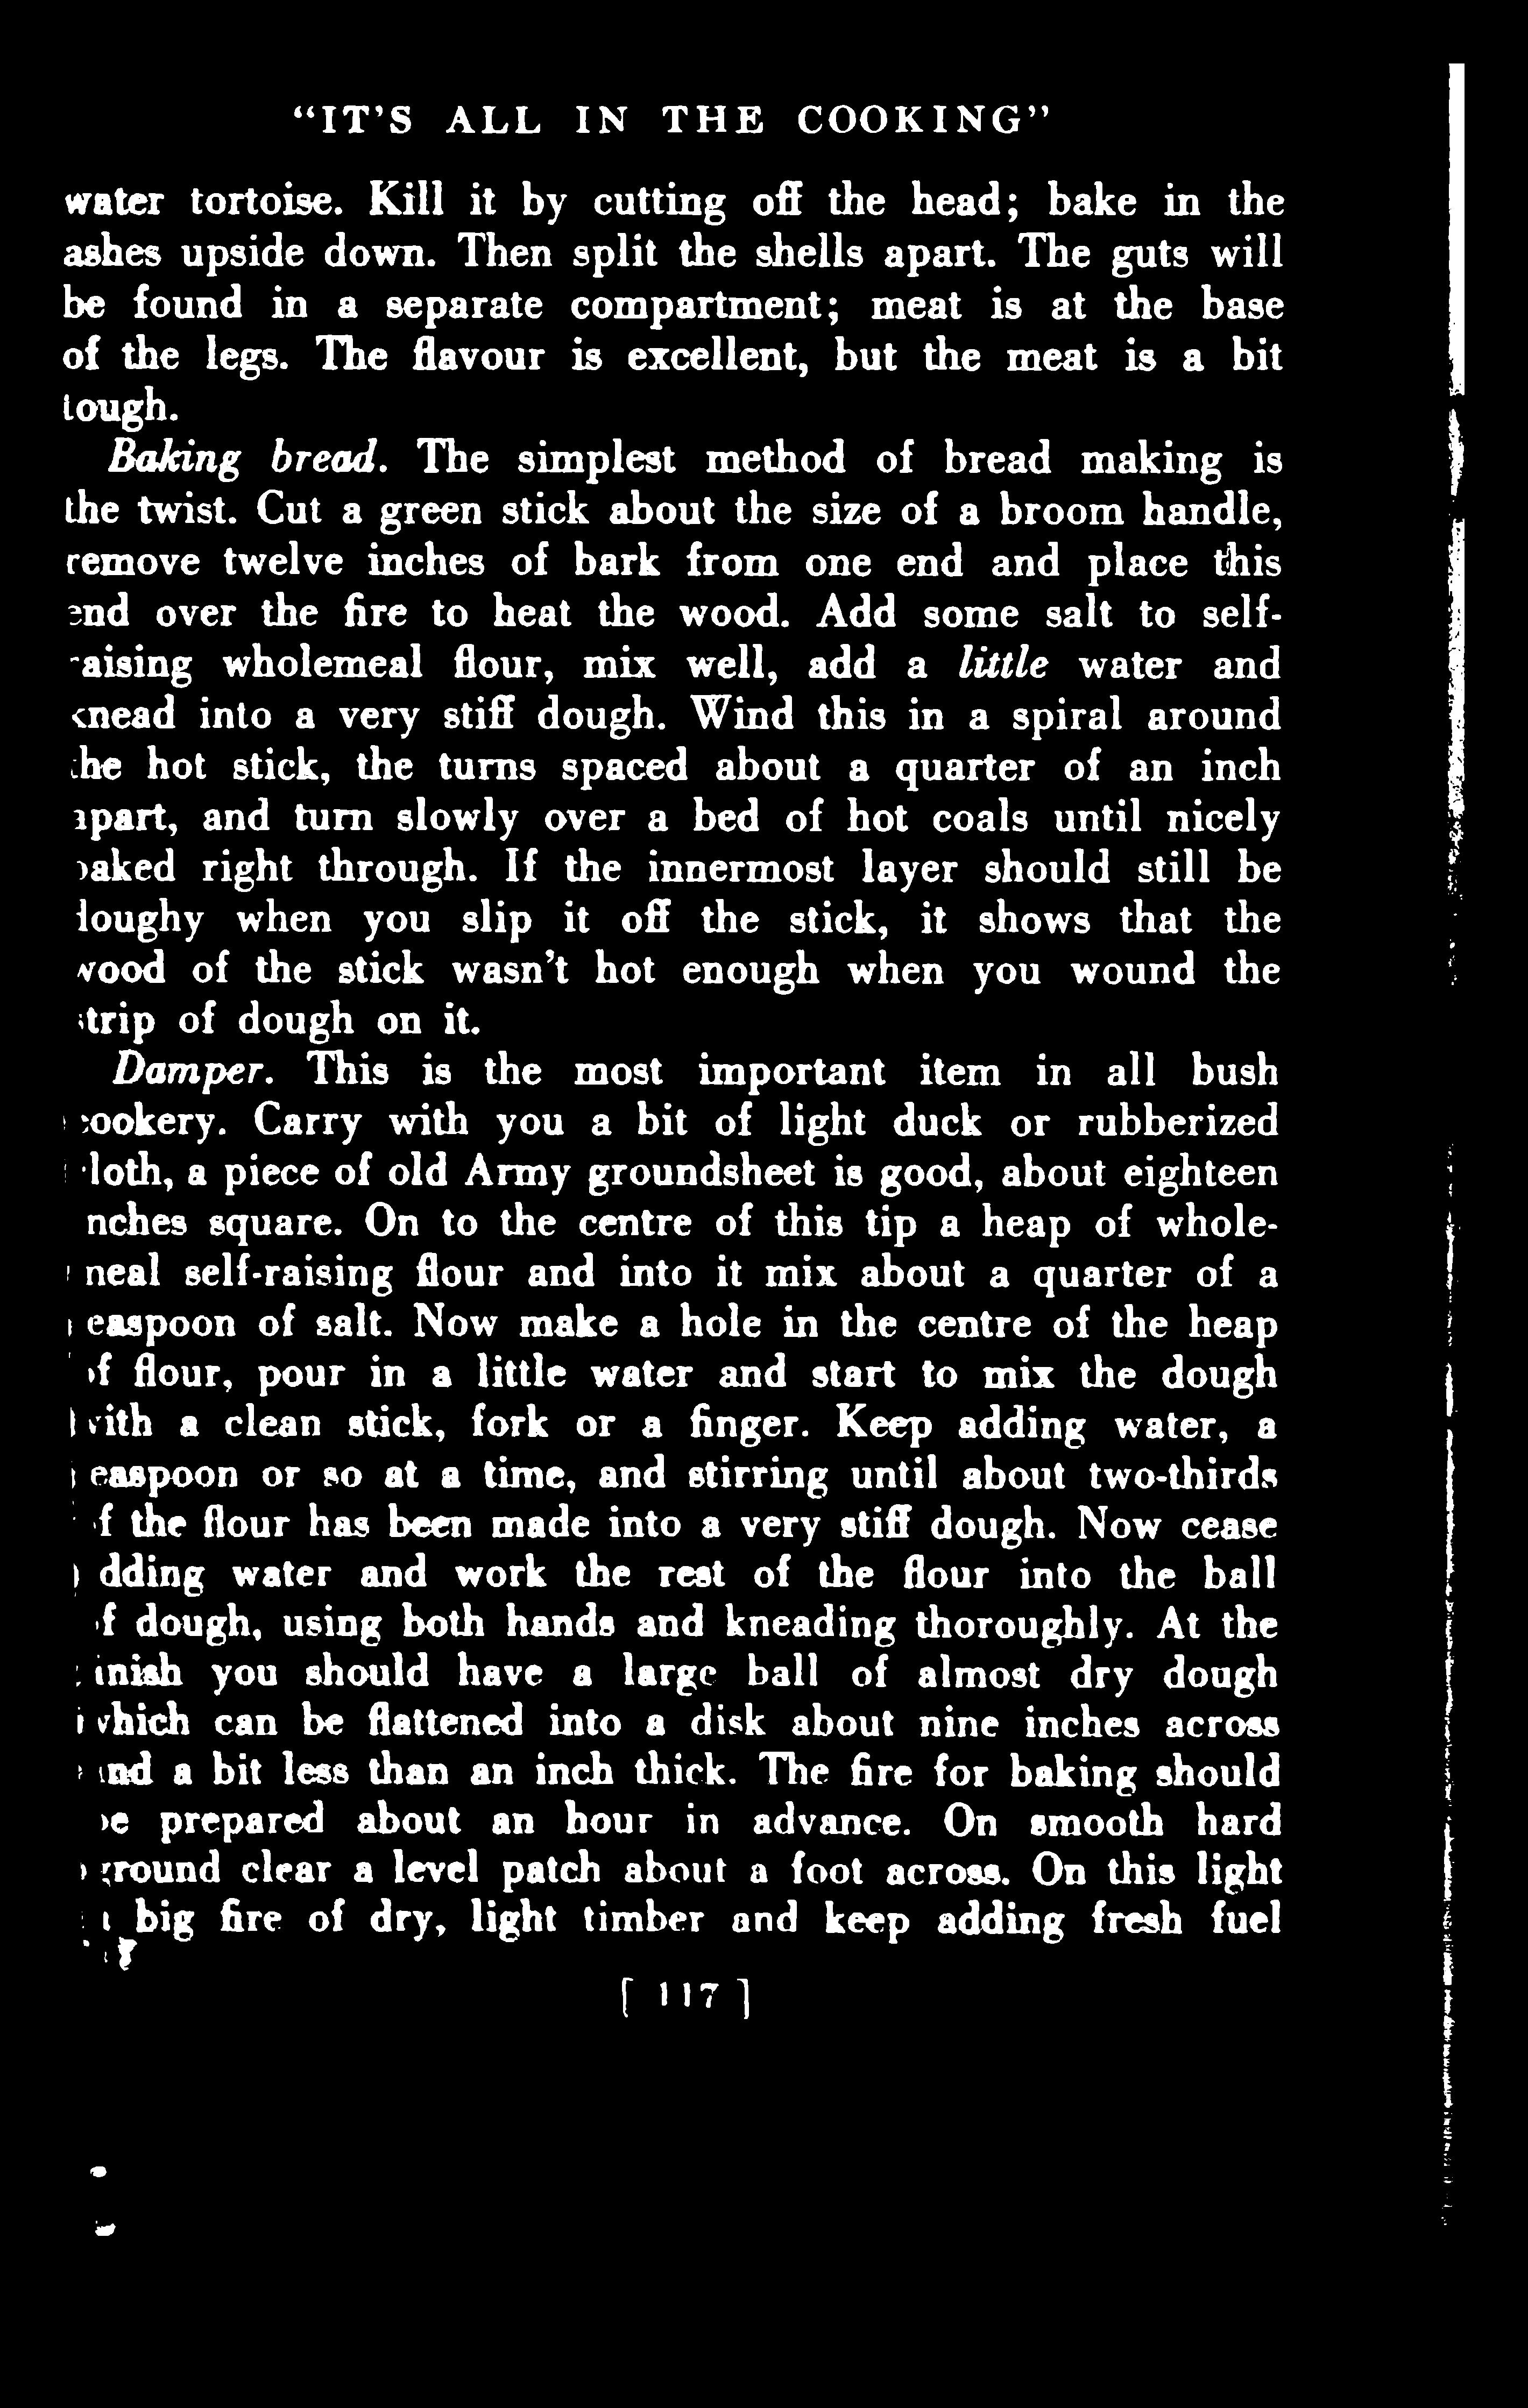 "IT'S ALL IN THE COOKING"
water tortoise. Kill it by cutting off the head; bake in the
ashes upside down. Then split the shells apart. The guts will
be found in a separate compartment; meat is at the base
of the legs. The flavour is excellent, but the meat is a bit
tough.
Baking bread. The simplest method of bread making is
the twist. Cut a green stick about the size of a broom handle,
remove twelve inches of bark from one end and place this
end over the fire to heat the wood. Add some salt to self-
raising wholemeal flour, mix well, add a little water and
knead into a very stiff dough. Wind this in a spiral around
the hot stick, the turns spaced about a quarter of an inch
apart, and turn slowly over a bed of hot coals until nicely
baked right through. If the innermost layer should still be
doughy when you slip it off the stick, it shows that the
wood of the stick wasn't hot enough when you wound the
strip of dough on it.
Damper. This is the most important item in all bush
cookery. Carry with you a bit of light duck or rubberized
cloth, a piece of old Army groundsheet is good, about eighteen
inches square. On to the centre of this tip a heap of whole-
meal self-raising flour and into it mix about a quarter of a
teaspoon of salt. Now make a hole in the centre of the heap
of flour, pour in a little water and start to mix the dough
with a clean stick, fork or a finger. Keep adding water, a
teaspoon or so at a time, and stirring until about two-thirds
of the flour has been made into a very stiff dough. Now cease
adding water and work the rest of the flour into the ball
of dough, using both hands and kneading thoroughly. At the
finish you should have a large ball of almost dry dough
which can be flattened into a disk about nine inches across
and a bit less than an inch thick. The fire for baking should
be prepared about an hour in advance. On smooth hard
ground clear a level patch about a foot across. On this light
a big fire of dry, light timber and keep adding fresh fuel
[ 117 ]